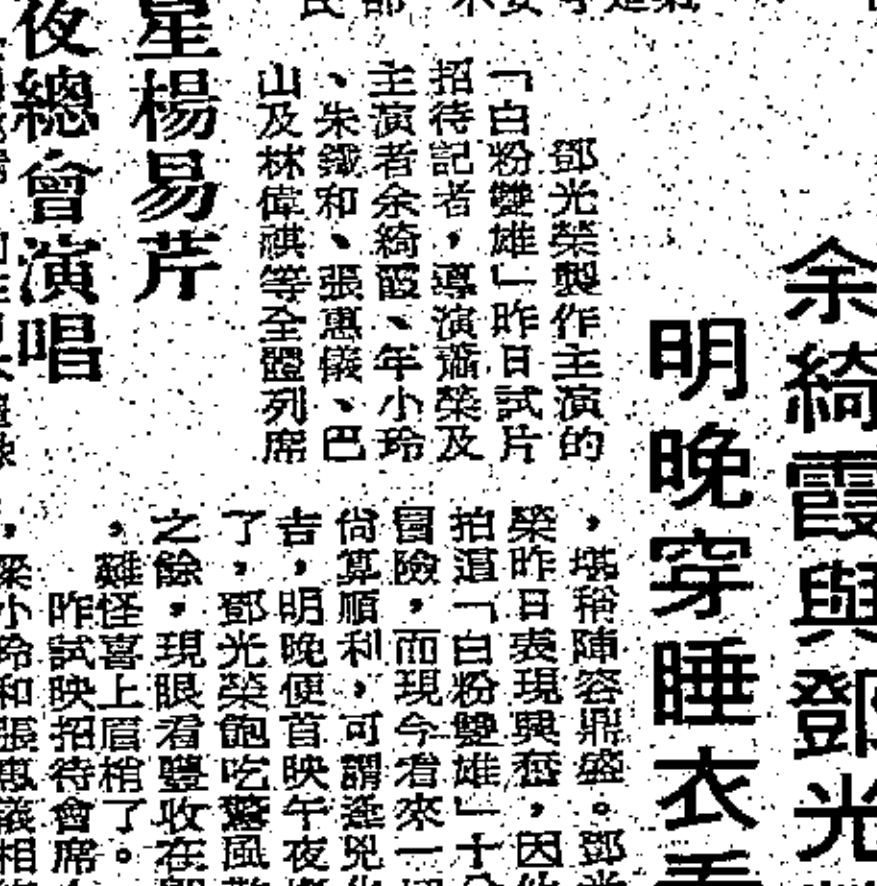 余綺霞與鄧光
明晚穿睡衣
鄧光榮製作主演的
「白粉雙雄」昨日試片
招待記者，導演蕭榮及
主演者余綺霞、年小玲
、朱鐵和、張惠儀、巴
山及林偉祺等全體列席
，堪稱陣容鼎盛。鄧光
榮昨日表現興奮，因
拍這「白粉雙雄」十分
冒險，而現今看來一切
尚算順利，可謂逢兇化
吉，明晚便首映午夜
了，鄧光榮飽吃驚風
之餘，現眼看豐收在
，難怪喜上眉梢了。
昨試映招待會席
，梁小玲和張惠儀相
星楊易芹
夜總會演唱